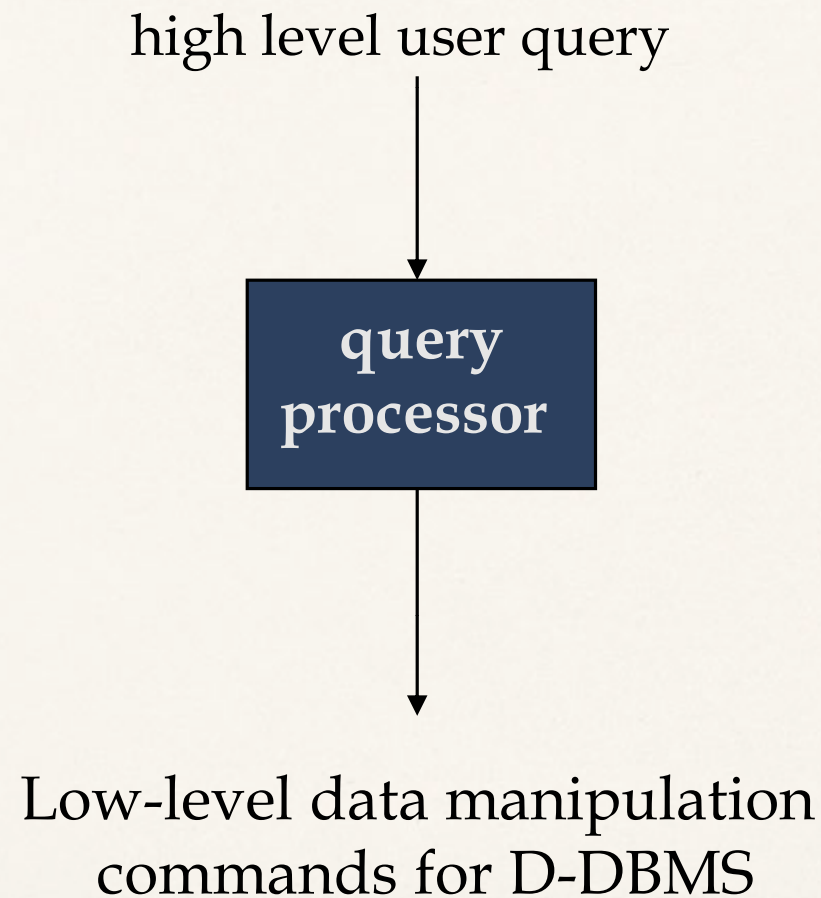 high level user query
query
processor
Low-level data manipulation
commands for D-DBMS